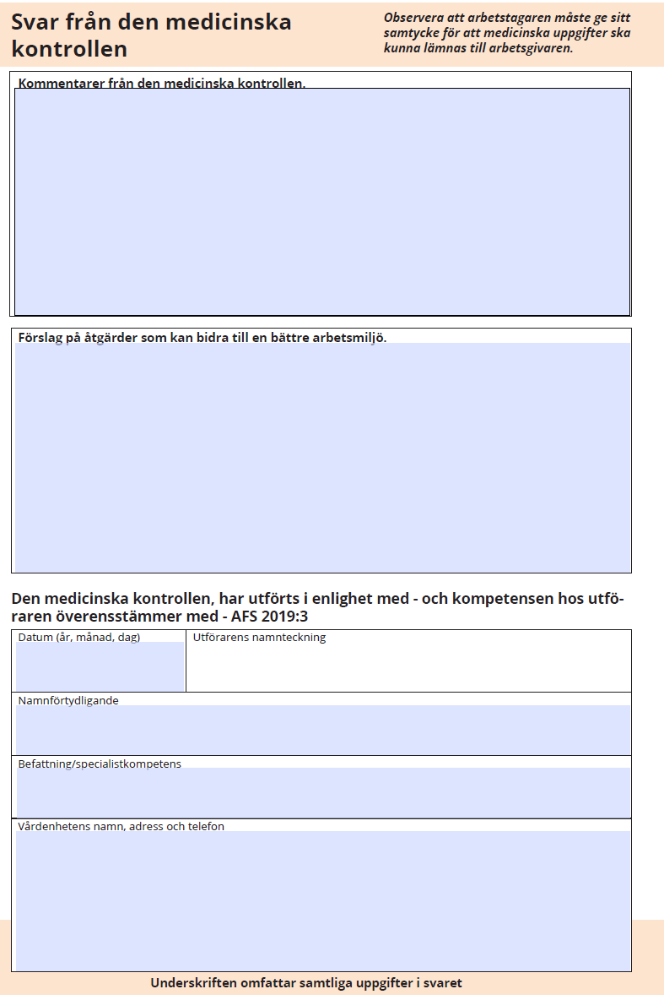 Svar från den medicinska
kontrollen
Observera att arbetstagaren måste ge sitt
samtycke för att medicinska uppgifter ska
kunna lämnas till arbetsgivaren.
Kommentarer från den medicinska kontrollen.
Förslag på åtgärder som kan bidra till en bättre arbetsmiljö.
Den medicinska kontrollen, har utförts i enlighet med - och kompetensen hos utfö-
raren överensstämmer med - AFS 2019:3
Datum (år, månad, dag)
Utförarens namnteckning
Namnförtydligande
Befattning/specialistkompetens
Vårdenhetens namn, adress och telefon
Underskriften omfattar samtliga uppgifter i svaret